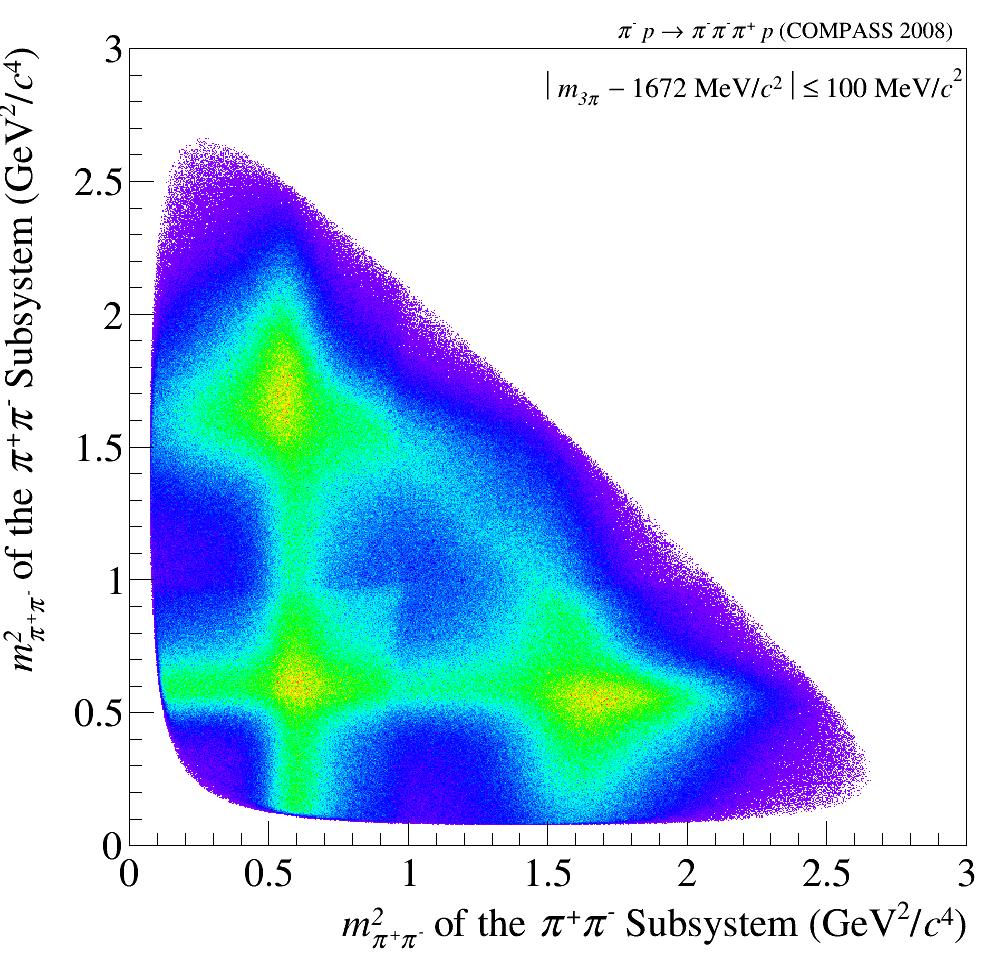 π⁻ p → π⁻π⁻π⁺ p (COMPASS 2008)
| m₃π − 1672 MeV/c² | ≤ 100 MeV/c²
m²π⁺π⁻ of the π⁺π⁻ Subsystem (GeV²/c⁴)
3
2.5
2
1.5
1
0.5
0
0 0.5 1 1.5 2 2.5 3
m²π⁺π⁻ of the π⁺π⁻ Subsystem (GeV²/c⁴)